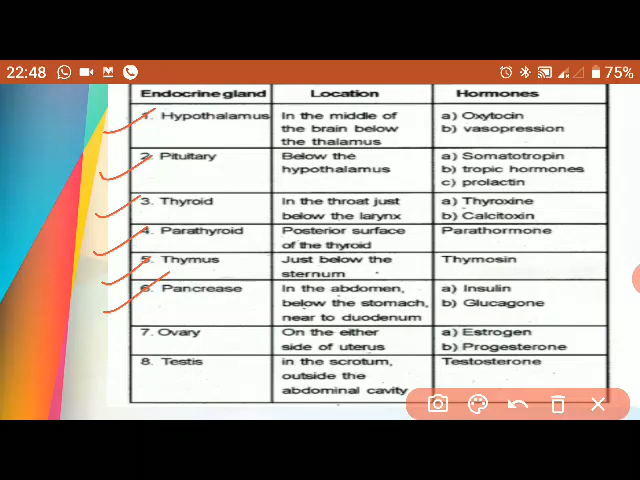 22:48 75%
Endocrine gland Location Hormones
1. Hypothalamus In the middle of a) Oxytocin
the brain below b) vasopression
the thalamus
2. Pituitary Below the a) Somatotropin
hypothalamus b) tropic hormones
c) prolactin
3. Thyroid In the throat just a) Thyroxine
below the larynx b) Calcitoxin
4. Parathyroid Posterior surface Parathormone
of the thyroid
5. Thymus Just below the Thymosin
sternum
6. Pancrease In the abdomen, a) Insulin
below the stomach, b) Glucagone
near to duodenum
7. Ovary On the either a) Estrogen
side of uterus b) Progesterone
8. Testis in the scrotum, Testosterone
outside the
abdominal cavity